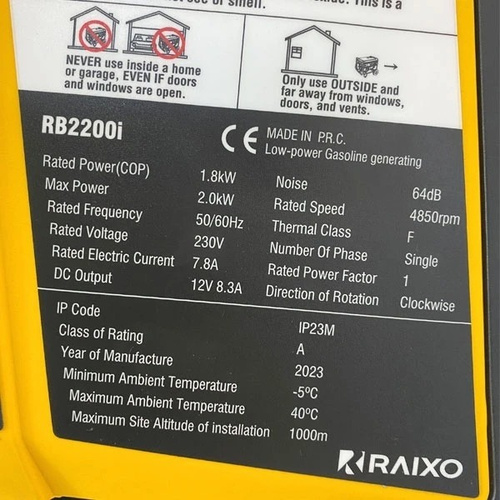 use or smell.
This is a
NEVER use inside a home
or garage, EVEN IF doors
and windows are open.
Only use OUTSIDE and
far away from windows,
doors, and vents.
RB2200i
CE MADE IN P.R.C.
Low-power Gasoline generating
Rated Power(COP) 1.8kW
Max Power 2.0kW
Rated Frequency 50/60Hz
Rated Voltage 230V
Rated Electric Current 7.8A
DC Output 12V 8.3A
Noise 64dB
Rated Speed 4850rpm
Thermal Class F
Number Of Phase Single
Rated Power Factor 1
Direction of Rotation Clockwise
IP Code IP23M
Class of Rating A
Year of Manufacture 2023
Minimum Ambient Temperature -5ºC
Maximum Ambient Temperature 40ºC
Maximum Site Altitude of installation 1000m
RAIXO